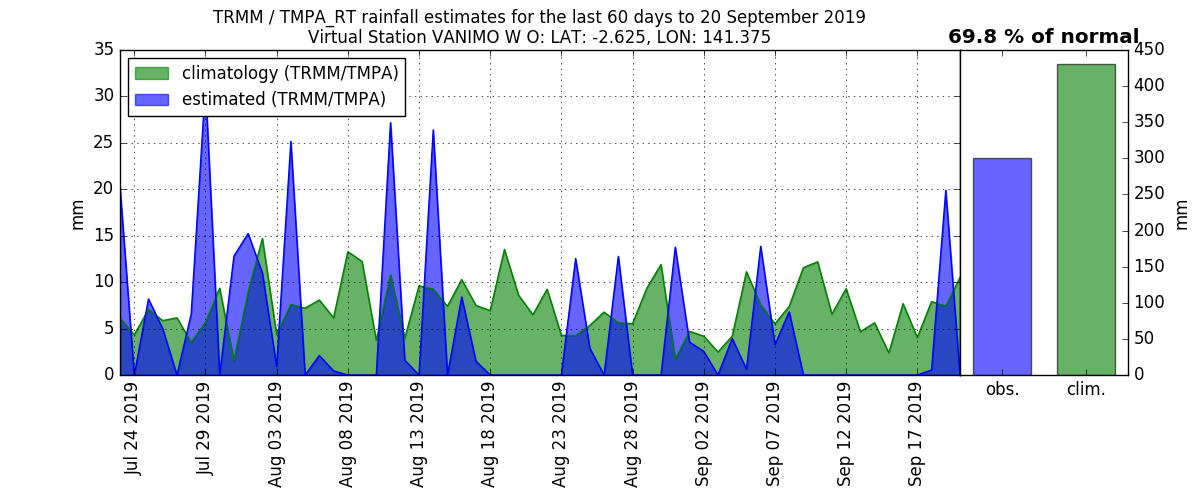 TRMM / TMPA_RT rainfall estimates for the last 60 days to 20 September 2019
Virtual Station VANIMO W O: LAT: -2.625, LON: 141.375
69.8 % of normal
climatology (TRMM/TMPA)
estimated (TRMM/TMPA)
mm
35
30
25
20
15
10
5
0
Jul 24 2019
Jul 29 2019
Aug 03 2019
Aug 08 2019
Aug 13 2019
Aug 18 2019
Aug 23 2019
Aug 28 2019
Sep 02 2019
Sep 07 2019
Sep 12 2019
Sep 17 2019
450
400
350
300
250
200
150
100
50
0
mm
obs.
clim.